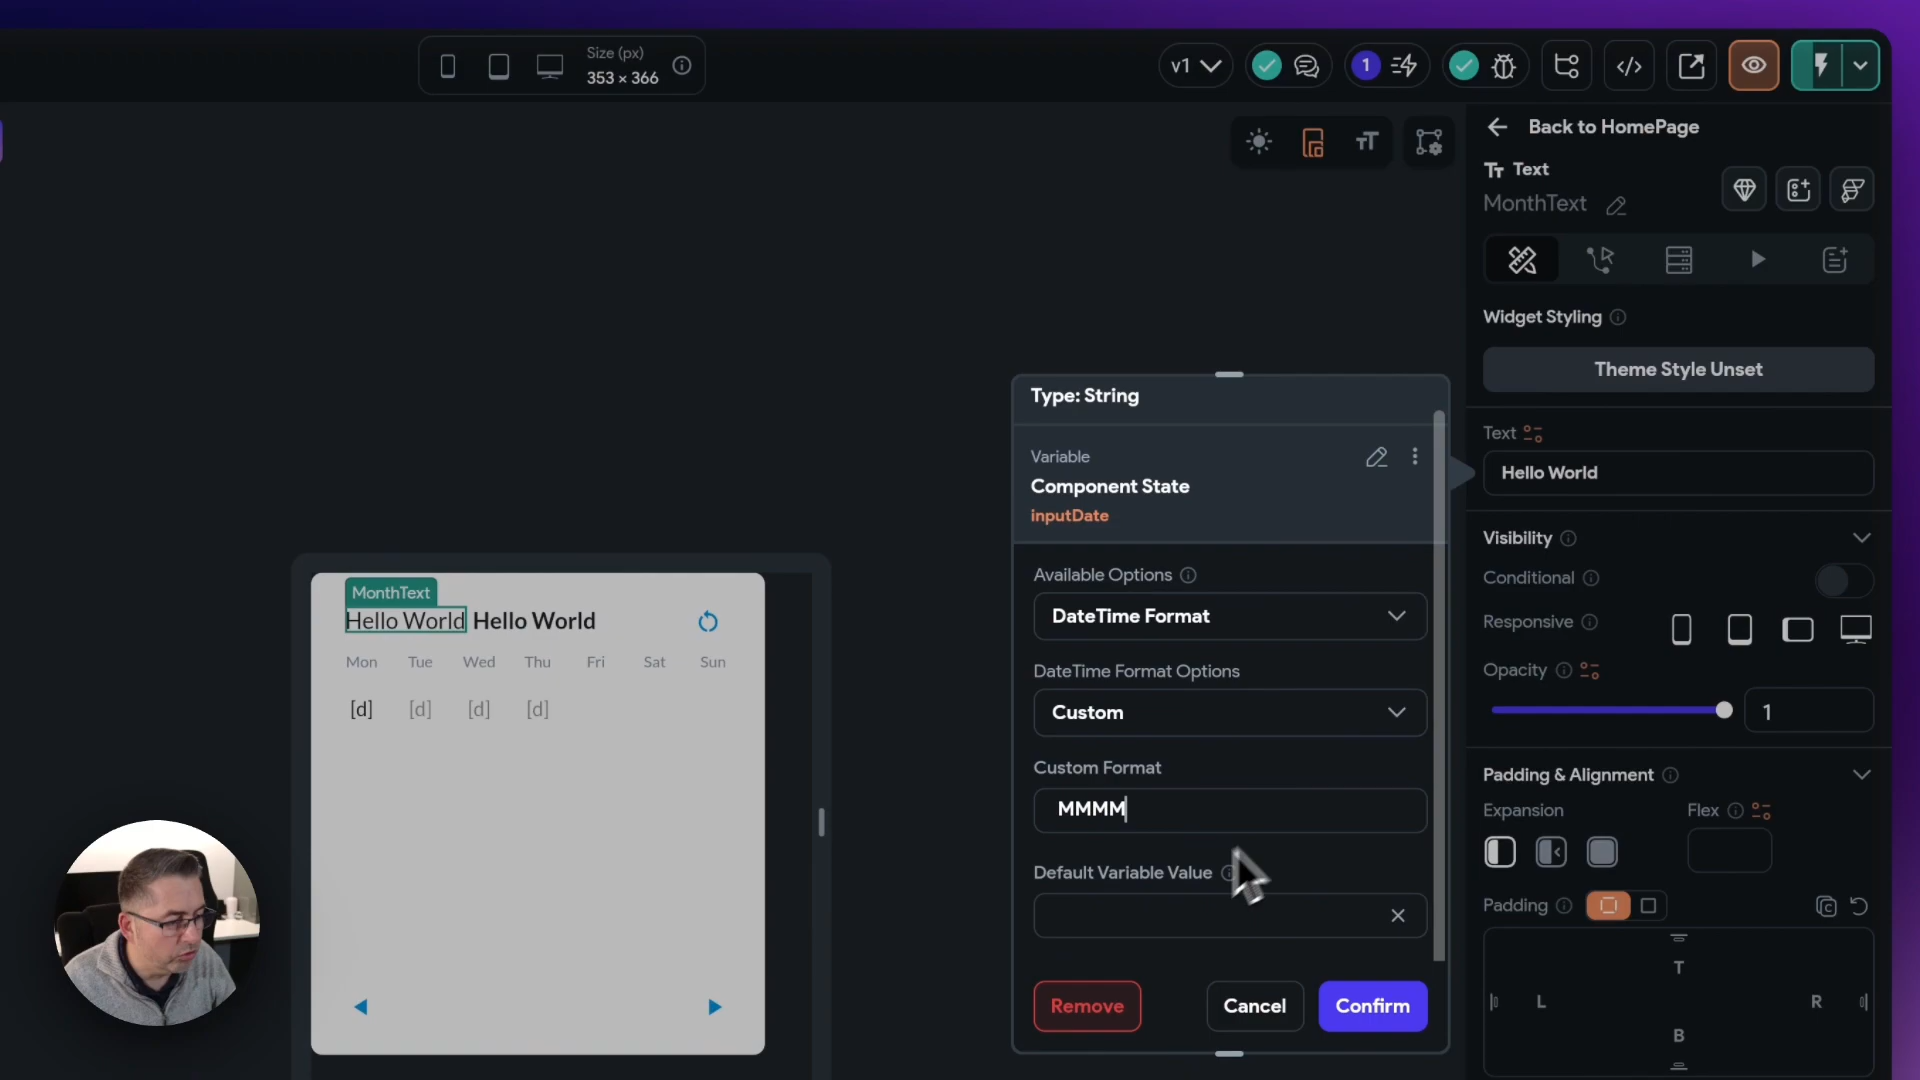 Size (px)
353 × 366
v1
1
Back to HomePage
Tt Text
MonthText
Widget Styling
Theme Style Unset
Text
Hello World
Visibility
Conditional
Responsive
Opacity
1
Padding & Alignment
Expansion
Flex
Padding
T
L
R
B
Type: String
Variable
Component State
inputDate
Available Options
DateTime Format
DateTime Format Options
Custom
Custom Format
MMMM
Default Variable Value
Remove
Cancel
Confirm
MonthText
Hello World Hello World
Mon Tue Wed Thu Fri Sat Sun
[d] [d] [d] [d]